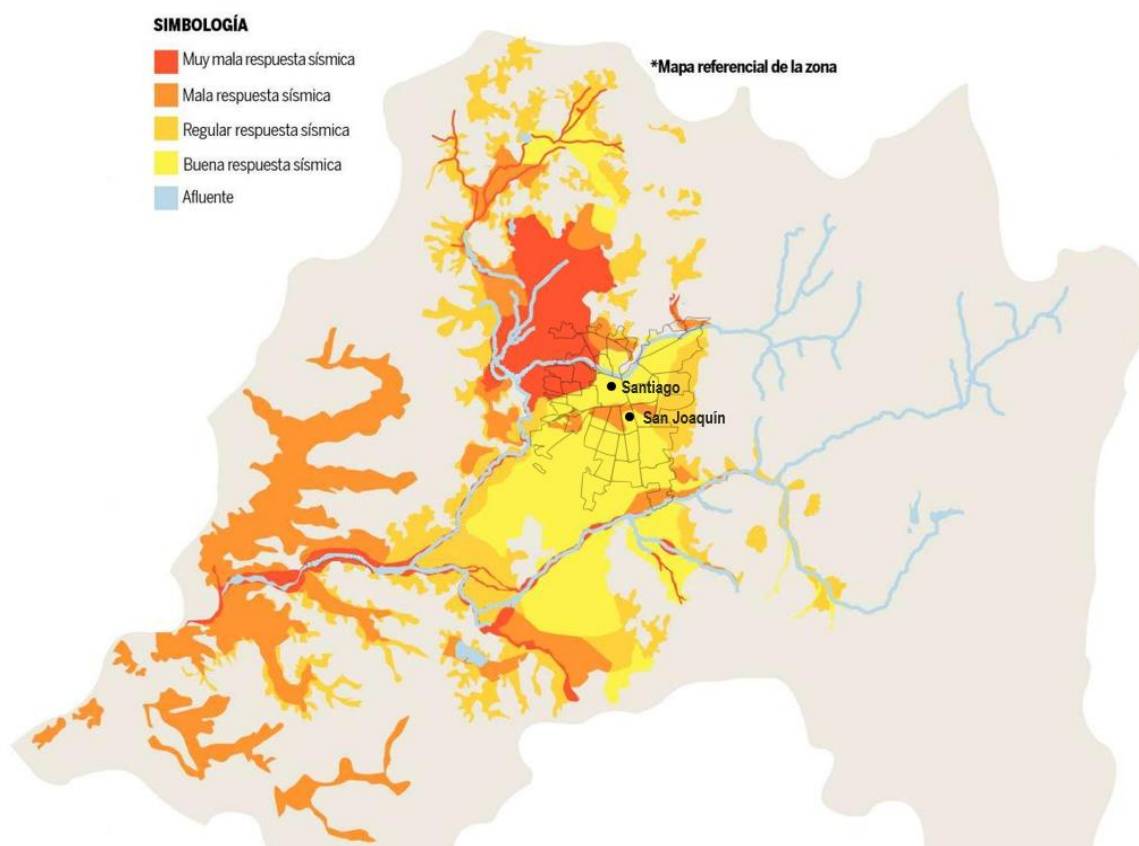 SIMBOLOGÍA
Muy mala respuesta sísmica
Mala respuesta sísmica
Regular respuesta sísmica
Buena respuesta sísmica
Afluente
*Mapa referencial de la zona
Santiago
San Joaquín